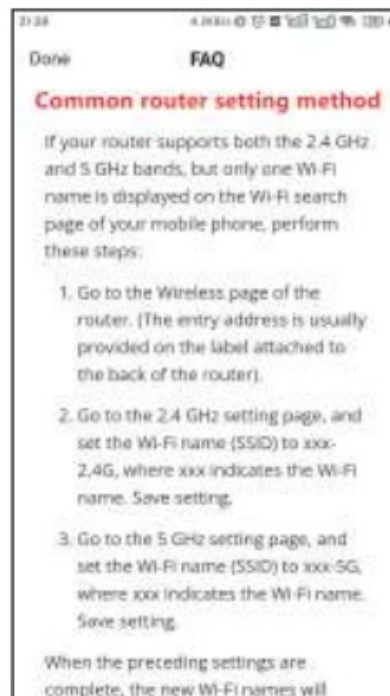 21:28
Done FAQ
Common router setting method
If your router supports both the 2.4 GHz
and 5 GHz bands, but only one Wi-Fi
name is displayed on the Wi-Fi search
page of your mobile phone, perform
these steps:
1. Go to the Wireless page of the
router. (The entry address is usually
provided on the label attached to
the back of the router).
2. Go to the 2.4 GHz setting page, and
set the Wi-Fi name (SSID) to xxx-
2,4G, where xxx indicates the Wi-Fi
name. Save setting.
3. Go to the 5 GHz setting page, and
set the Wi-Fi name (SSID) to xxx-5G,
where xxx indicates the Wi-Fi name.
Save setting.
When the preceding settings are
complete, the new Wi-Fi names will